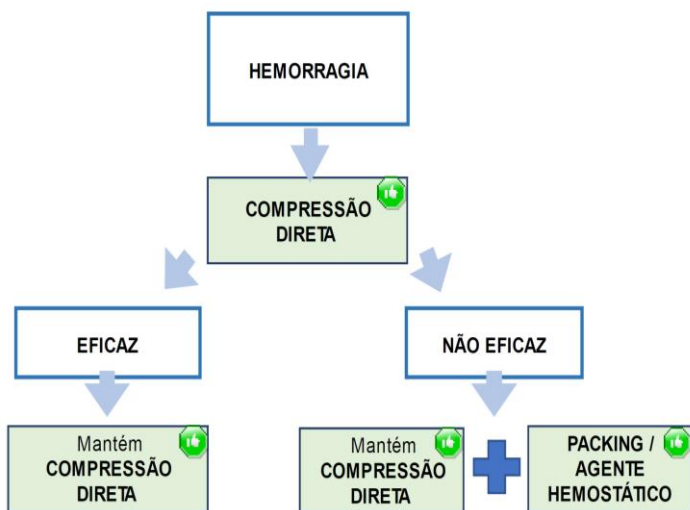 HEMORRAGIA
COMPRESSÃO
DIRETA
EFICAZ
NÃO EFICAZ
Mantém
COMPRESSÃO
DIRETA
Mantém
COMPRESSÃO
DIRETA
PACKING /
AGENTE
HEMOSTÁTICO